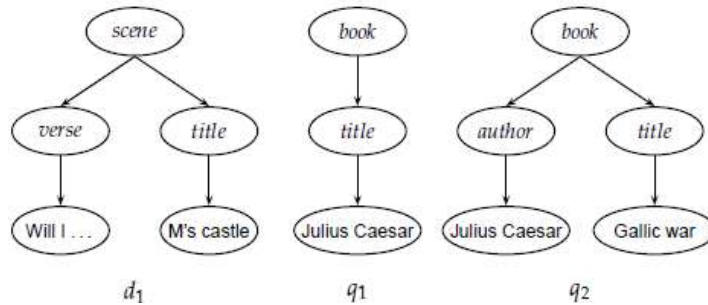 scene book book
verse title title author title
Will I . . . M's castle Julius Caesar Julius Caesar Gallic war
d1 q1 q2